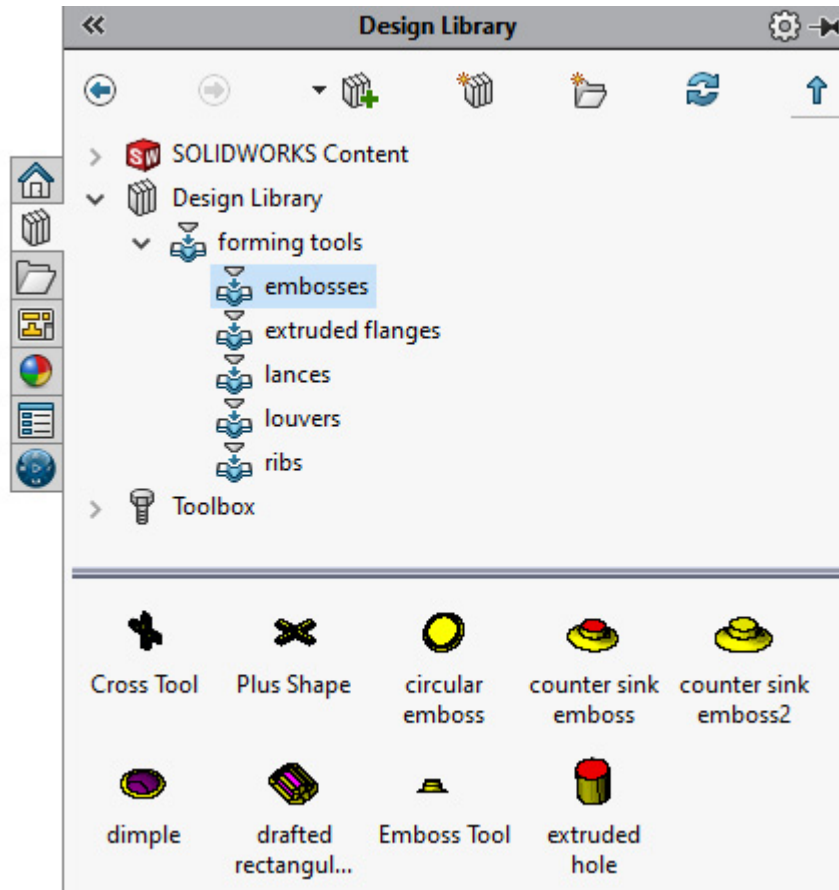 Design Library
SW
SOLIDWORKS Content
Design Library
forming tools
embosses
extruded flanges
lances
louvers
ribs
Toolbox
Cross Tool
Plus Shape
circular
emboss
counter sink
emboss
counter sink
emboss2
dimple
drafted
rectangul...
Emboss Tool
extruded
hole